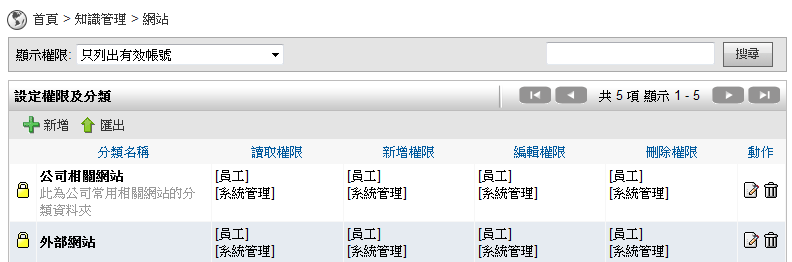 首頁 > 知識管理 > 網站
顯示權限: 只列出有效帳號 搜尋
設定權限及分類 共 5 項 顯示 1 - 5
新增 匯出
分類名稱 讀取權限 新增權限 編輯權限 刪除權限 動作
公司相關網站 [員工] [員工] [員工] [員工]
此為公司常用相關網站的分 [系統管理] [系統管理] [系統管理] [系統管理]
類資料夾
外部網站 [員工] [員工] [員工] [員工]
[系統管理] [系統管理] [系統管理] [系統管理]